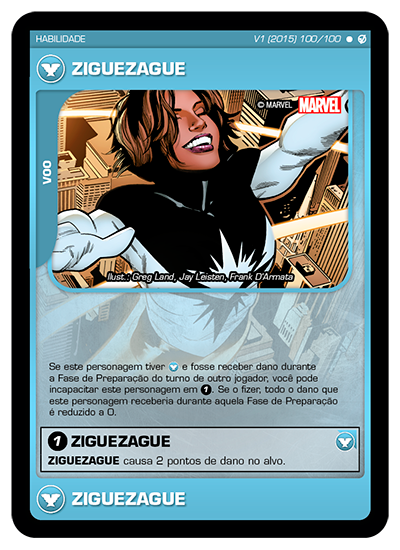 HABILIDADE
V1 (2015) 100/100
ZIGUEZAGUE
© MARVEL MARVEL
VOO
Ilust.: Greg Land, Jay Leisten, Frank D'Armata
Se este personagem tiver e fosse receber dano durante
a Fase de Preparação do turno de outro jogador, você pode
incapacitar este personagem em 1. Se o fizer, todo o dano que
este personagem receberia durante aquela Fase de Preparação
é reduzido a 0.
1 ZIGUEZAGUE
ZIGUEZAGUE causa 2 pontos de dano no alvo.
ZIGUEZAGUE